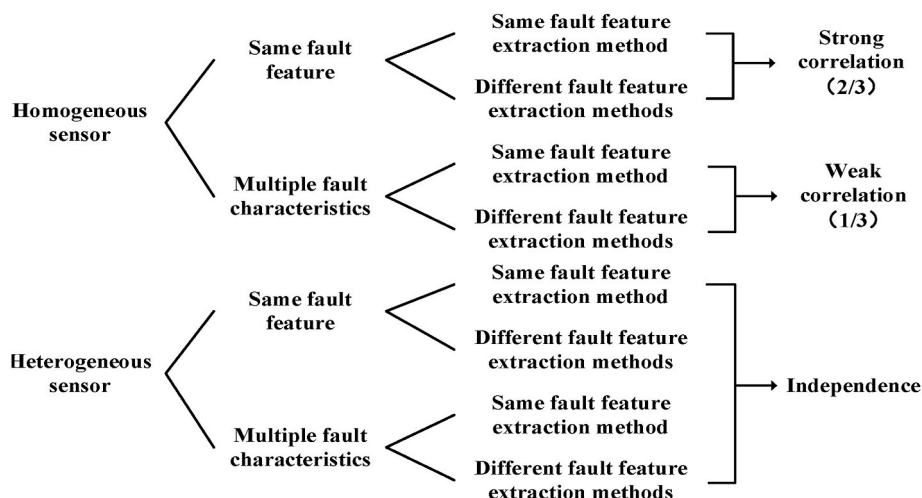 Homogeneous
sensor
Same fault
feature
Same fault feature
extraction method
Different fault feature
extraction methods
Strong
correlation
(2/3)
Multiple fault
characteristics
Same fault feature
extraction method
Different fault feature
extraction methods
Weak
correlation
(1/3)
Heterogeneous
sensor
Same fault
feature
Same fault feature
extraction method
Different fault feature
extraction methods
Multiple fault
characteristics
Same fault feature
extraction method
Different fault feature
extraction methods
Independence